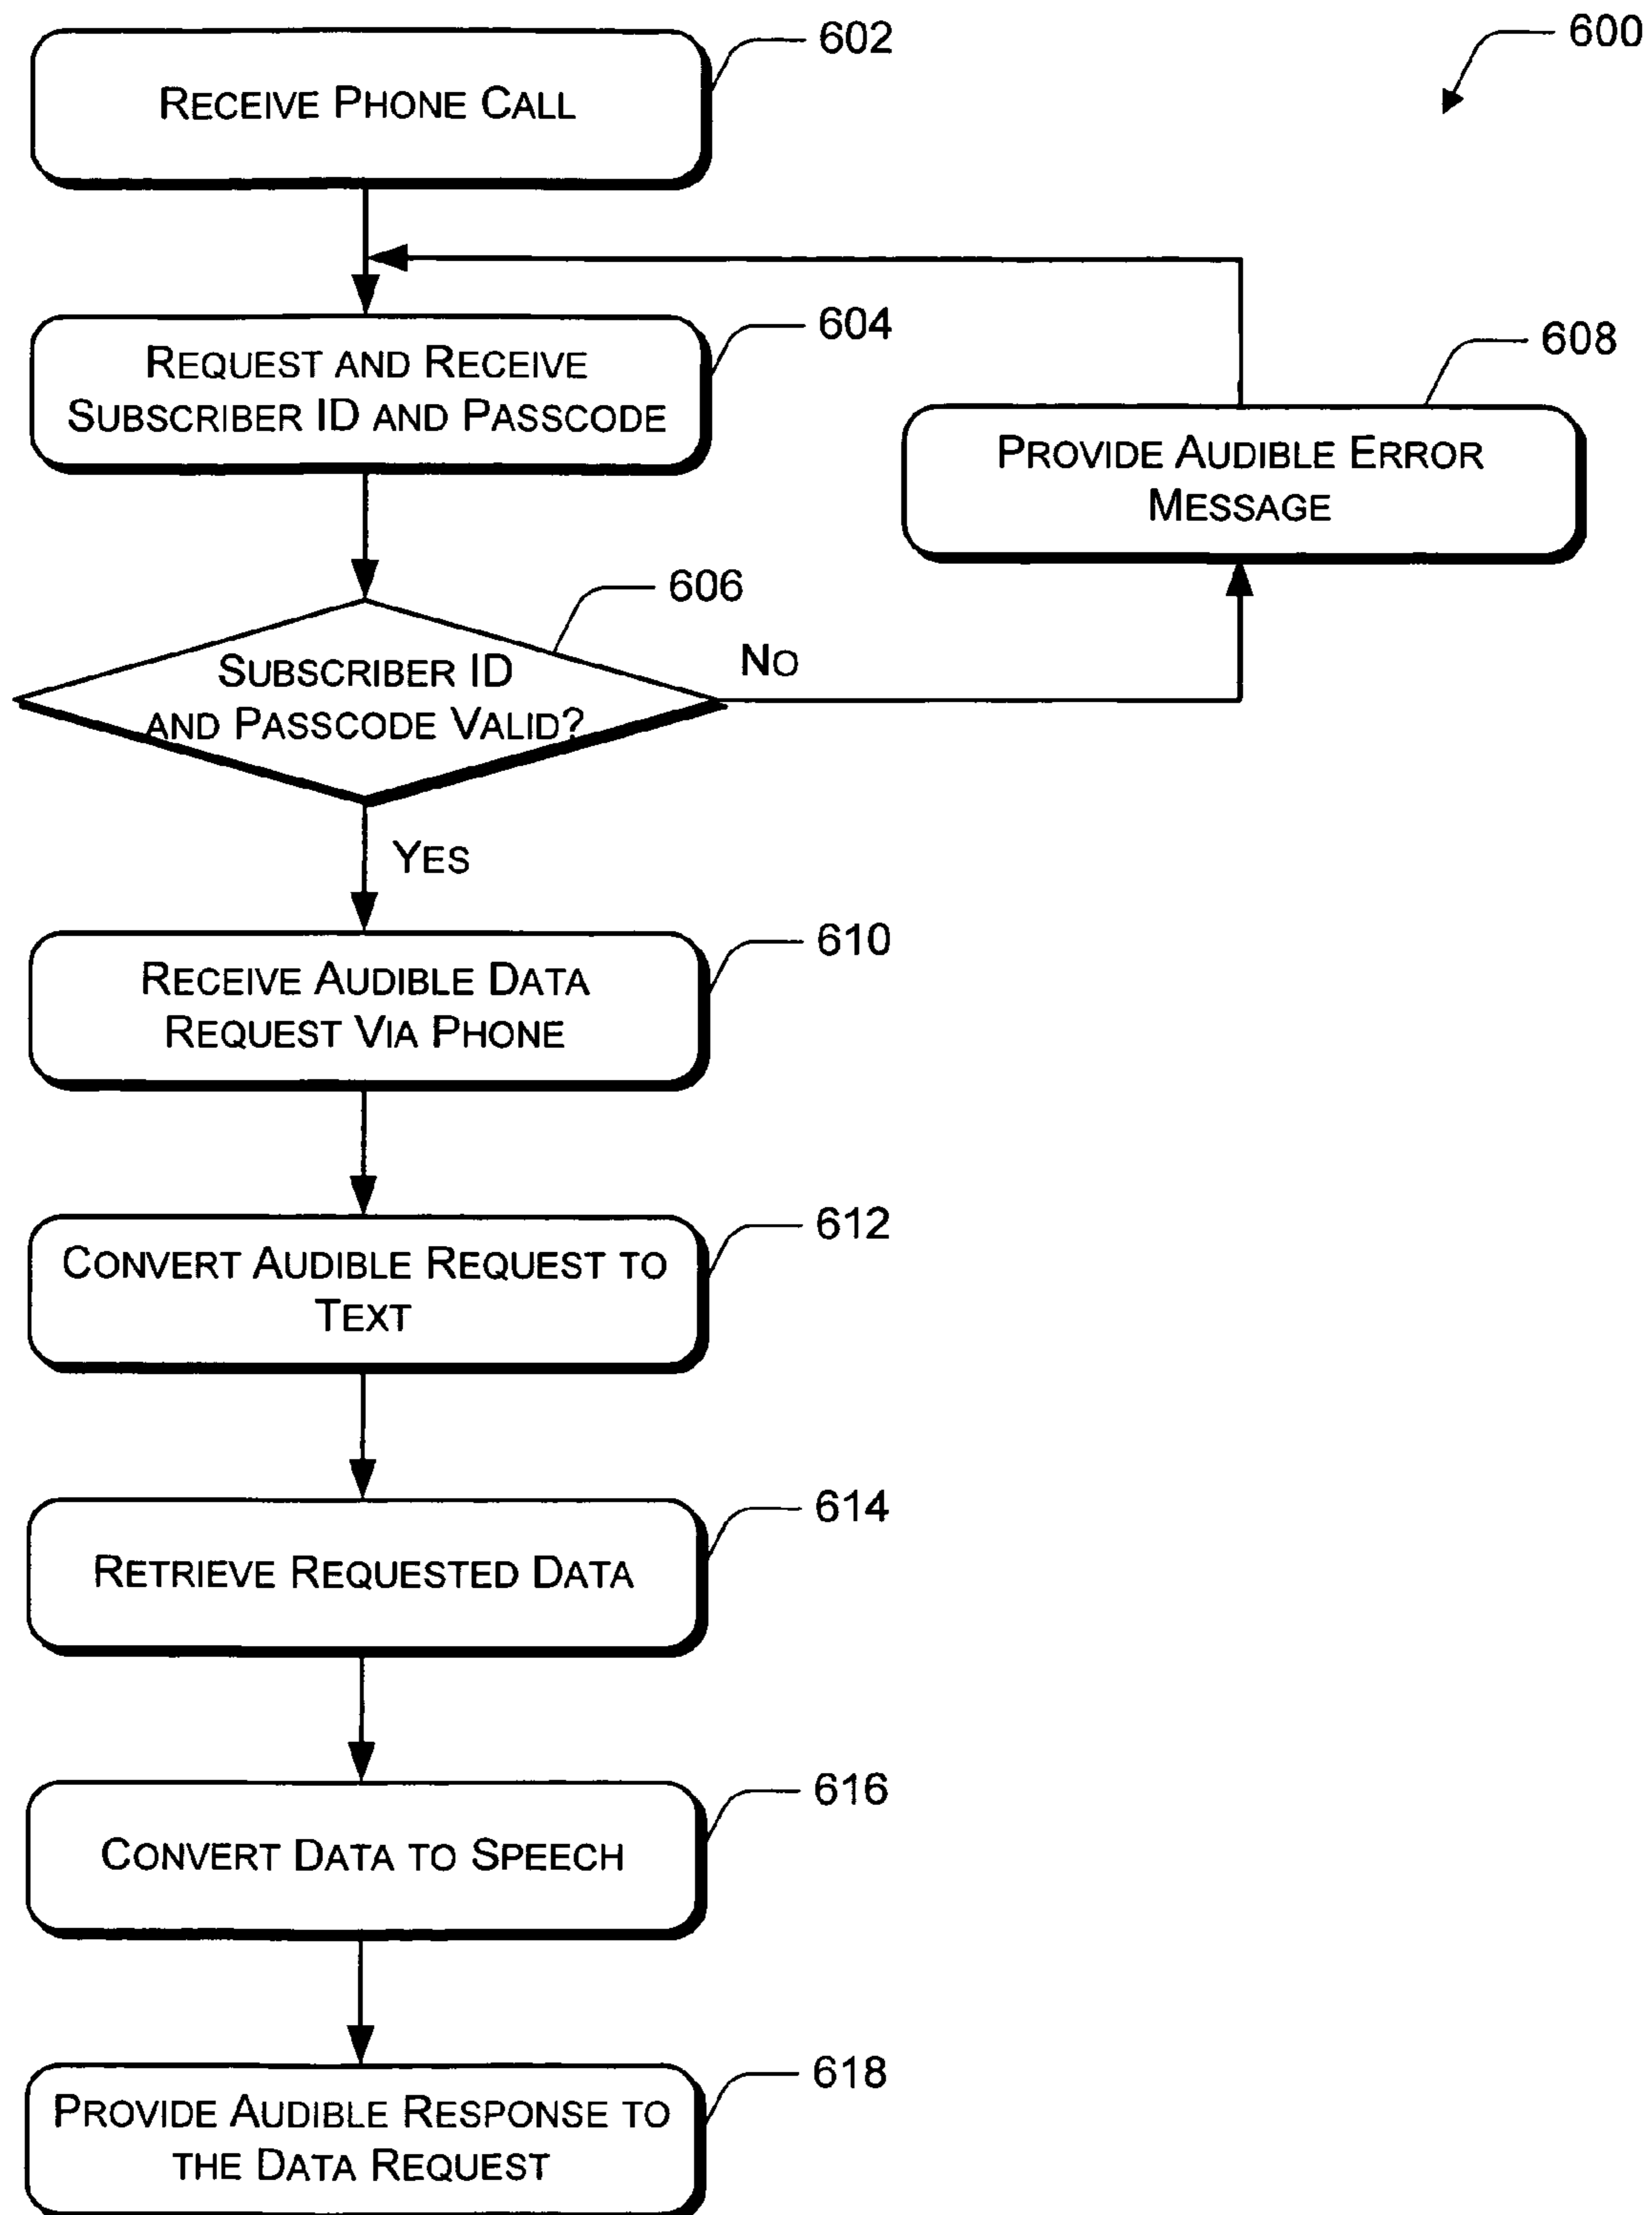 600
602
RECEIVE PHONE CALL
604
REQUEST AND RECEIVE
SUBSCRIBER ID AND PASSCODE
608
PROVIDE AUDIBLE ERROR
MESSAGE
606
SUBSCRIBER ID
AND PASSCODE VALID?
NO
YES
610
RECEIVE AUDIBLE DATA
REQUEST VIA PHONE
612
CONVERT AUDIBLE REQUEST TO
TEXT
614
RETRIEVE REQUESTED DATA
616
CONVERT DATA TO SPEECH
618
PROVIDE AUDIBLE RESPONSE TO
THE DATA REQUEST